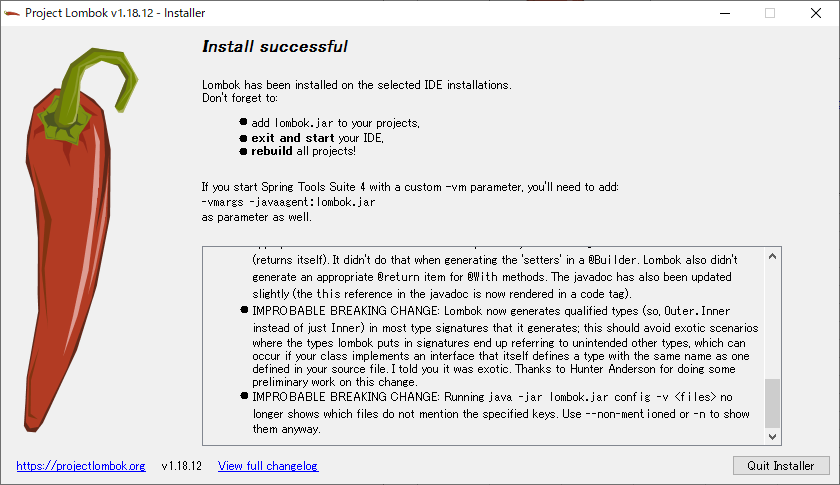 Project Lombok v1.18.12 - Installer
Install successful
Lombok has been installed on the selected IDE installations.
Don't forget to:
add lombok.jar to your projects,
exit and start your IDE,
rebuild all projects!
If you start Spring Tools Suite 4 with a custom -vm parameter, you'll need to add:
-vmargs -javaagent:lombok.jar
as parameter as well.
(returns itself). It didn't do that when generating the 'setters' in a @Builder. Lombok also didn't
generate an appropriate @return item for @With methods. The javadoc has also been updated
slightly (the this reference in the javadoc is now rendered in a code tag).
IMPROBABLE BREAKING CHANGE: Lombok now generates qualified types (so, Outer.Inner
instead of just Inner) in most type signatures that it generates; this should avoid exotic scenarios
where the types lombok puts in signatures end up referring to unintended other types, which can
occur if your class implements an interface that itself defines a type with the same name as one
defined in your source file. I told you it was exotic. Thanks to Hunter Anderson for doing some
preliminary work on this change.
IMPROBABLE BREAKING CHANGE: Running java -jar lombok.jar config -v <files> no
longer shows which files do not mention the specified keys. Use --non-mentioned or -n to show
them anyway.
https://projectlombok.org v1.18.12 View full changelog Quit Installer